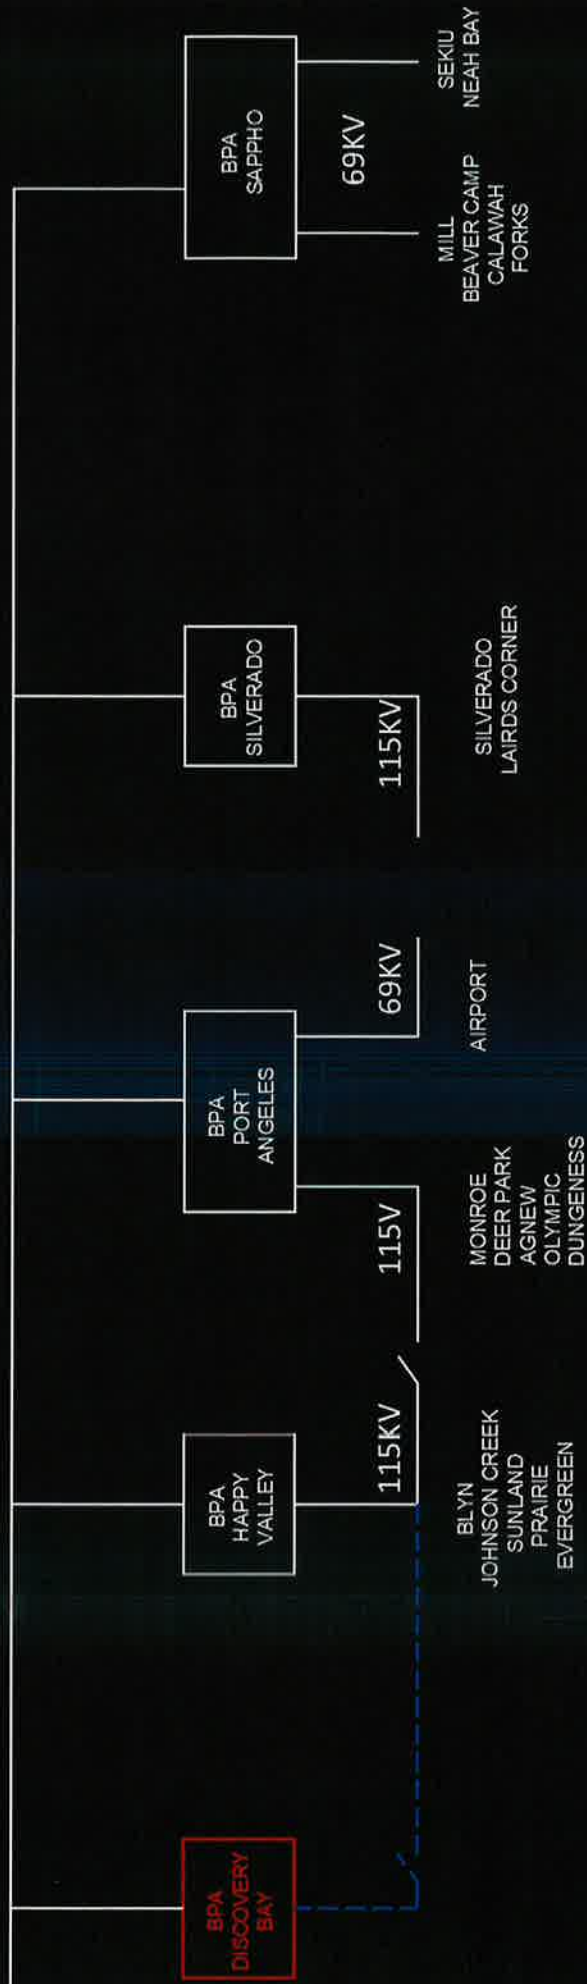 BPA
DISCOVERY
BAY
BPA
HAPPY
VALLEY
115KV
BLYN
JOHNSON CREEK
SUNLAND
PRAIRIE
EVERGREEN
BPA
PORT
ANGELES
115V
69KV
MONROE
DEER PARK
AGNEW
OLYMPIC
DUNGENESS
AIRPORT
BPA
SILVERADO
115KV
SILVERADO
LAIRDS CORNER
BPA
SAPPHO
69KV
MILL
BEAVER CAMP
CALAWAH
FORKS
SEKIU
NEAH BAY